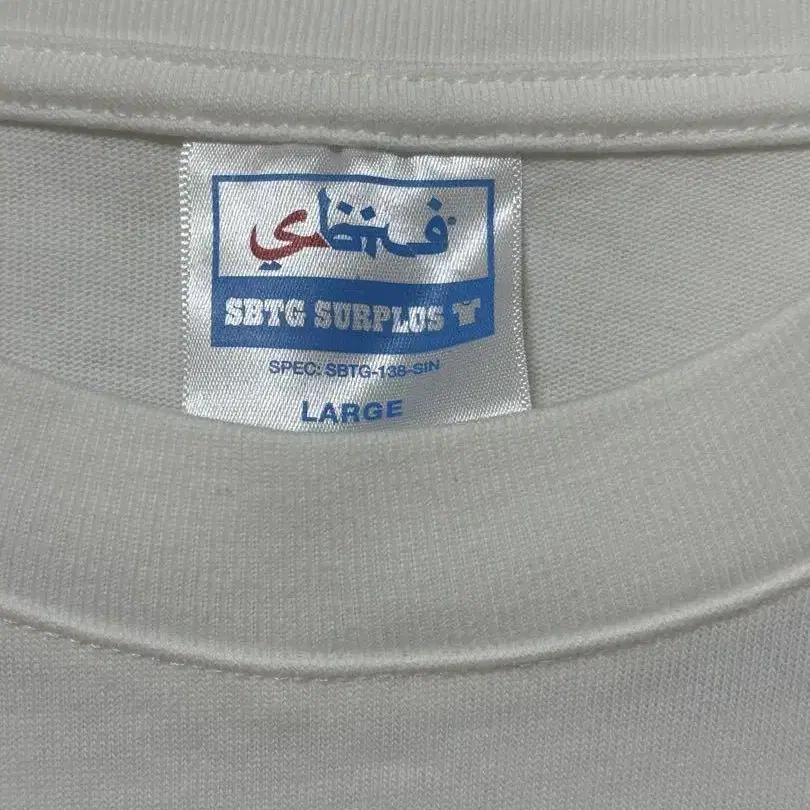 SBTG SURPLUS
SPEC: SBTG-138-SIN
LARGE